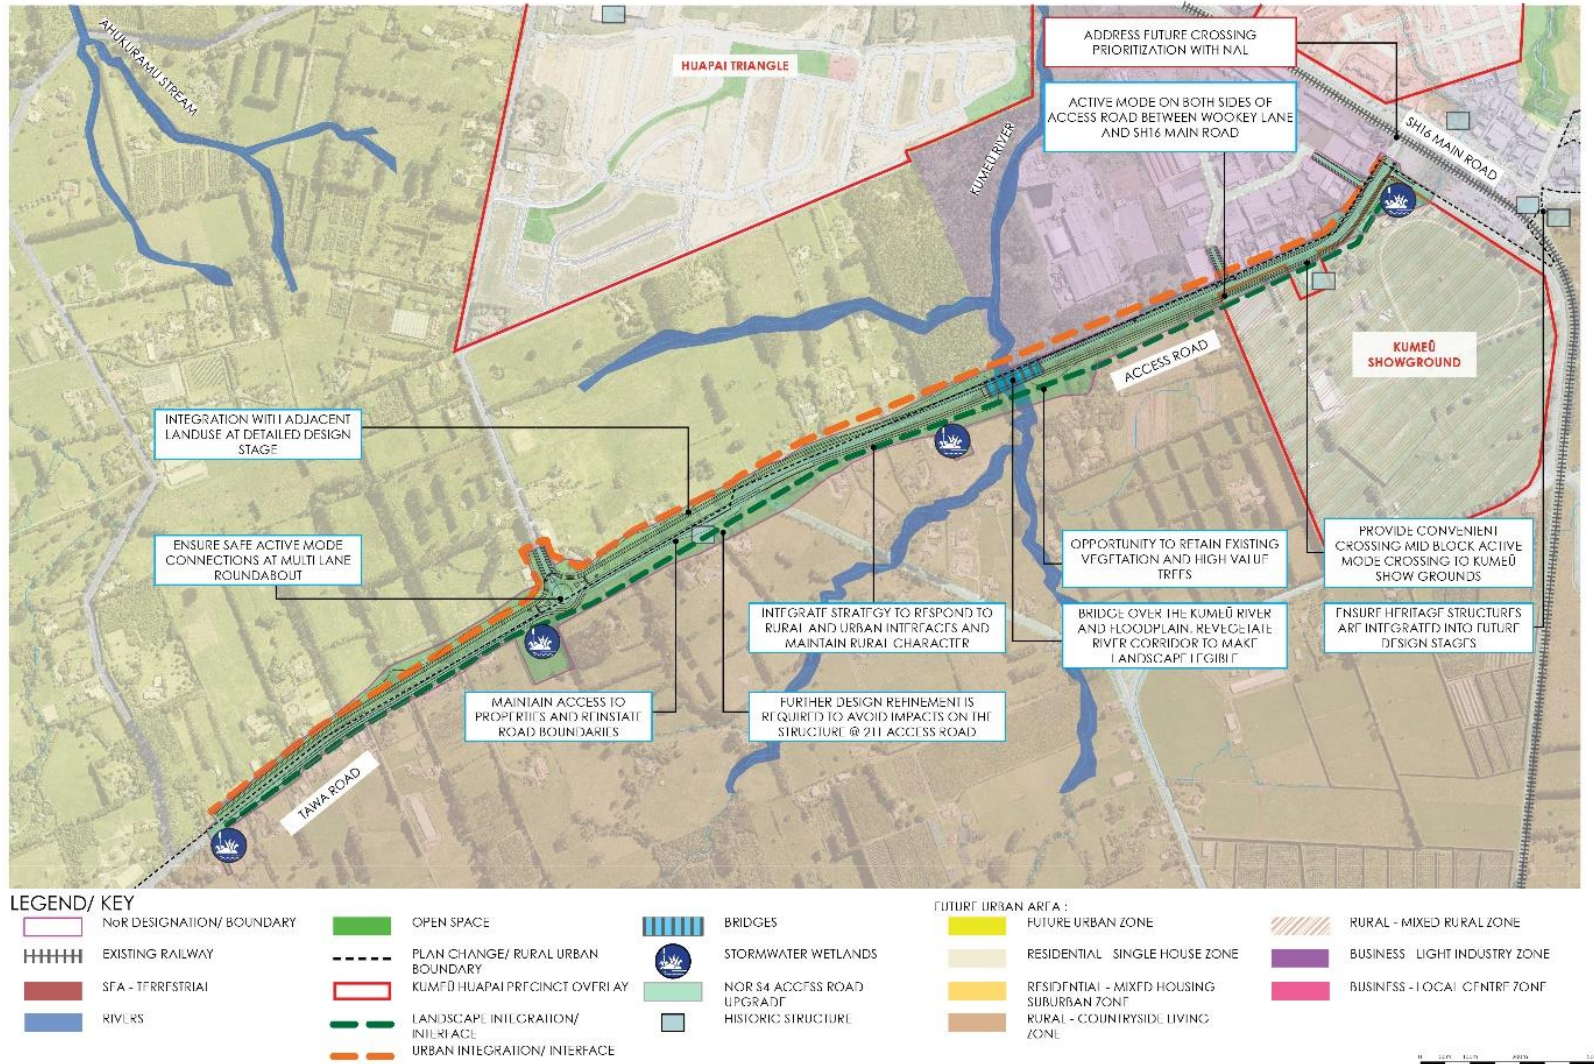 AHUKURAMU STREAM
HUAPAI TRIANGLE
KUMEŪ RIVER
ADDRESS FUTURE CROSSING
PRIORITIZATION WITH NAL
ACTIVE MODE ON BOTH SIDES OF
ACCESS ROAD BETWEEN WOOKEY LANE
AND SH16 MAIN ROAD
SH16 MAIN ROAD
KUMEŪ
SHOWGROUND
ACCESS ROAD
INTEGRATION WITH ADJACENT
LANDUSE AT DETAILED DESIGN
STAGE
ENSURE SAFE ACTIVE MODE
CONNECTIONS AT MULTI LANE
ROUNDABOUT
OPPORTUNITY TO RETAIN EXISTING
VEGETATION AND HIGH VALUE
TREES
PROVIDE CONVENIENT
CROSSING MID BLOCK ACTIVE
MODE CROSSING TO KUMEŪ
SHOW GROUNDS
INTEGRATE STRATEGY TO RESPOND TO
RURAL AND URBAN INTERFACES AND
MAINTAIN RURAL CHARACTER
BRIDGE OVER THE KUMEŪ RIVER
AND FLOODPLAIN. REVEGETATE
RIVER CORRIDOR TO MAKE
LANDSCAPE LEGIBLE
ENSURE HERITAGE STRUCTURES
ARE INTEGRATED INTO FUTURE
DESIGN STAGES
MAINTAIN ACCESS TO
PROPERTIES AND REINSTATE
ROAD BOUNDARIES
FURTHER DESIGN REFINEMENT IS
REQUIRED TO AVOID IMPACTS ON THE
STRUCTURE @ 211 ACCESS ROAD
TAWA ROAD
LEGEND/ KEY
NoR DESIGNATION/ BOUNDARY
EXISTING RAILWAY
SEA - TERRESTRIAL
RIVERS
OPEN SPACE
PLAN CHANGE/ RURAL URBAN
BOUNDARY
KUMEŪ HUAPAI PRECINCT OVERLAY
LANDSCAPE INTEGRATION/
INTERFACE
URBAN INTEGRATION/ INTERFACE
BRIDGES
STORMWATER WETLANDS
NOR S4 ACCESS ROAD
UPGRADE
HISTORIC STRUCTURE
FUTURE URBAN AREA :
FUTURE URBAN ZONE
RESIDENTIAL SINGLE HOUSE ZONE
RESIDENTIAL - MIXED HOUSING
SUBURBAN ZONE
RURAL - COUNTRYSIDE LIVING
ZONE
RURAL - MIXED RURAL ZONE
BUSINESS LIGHT INDUSTRY ZONE
BUSINESS - LOCAL CENTRE ZONE